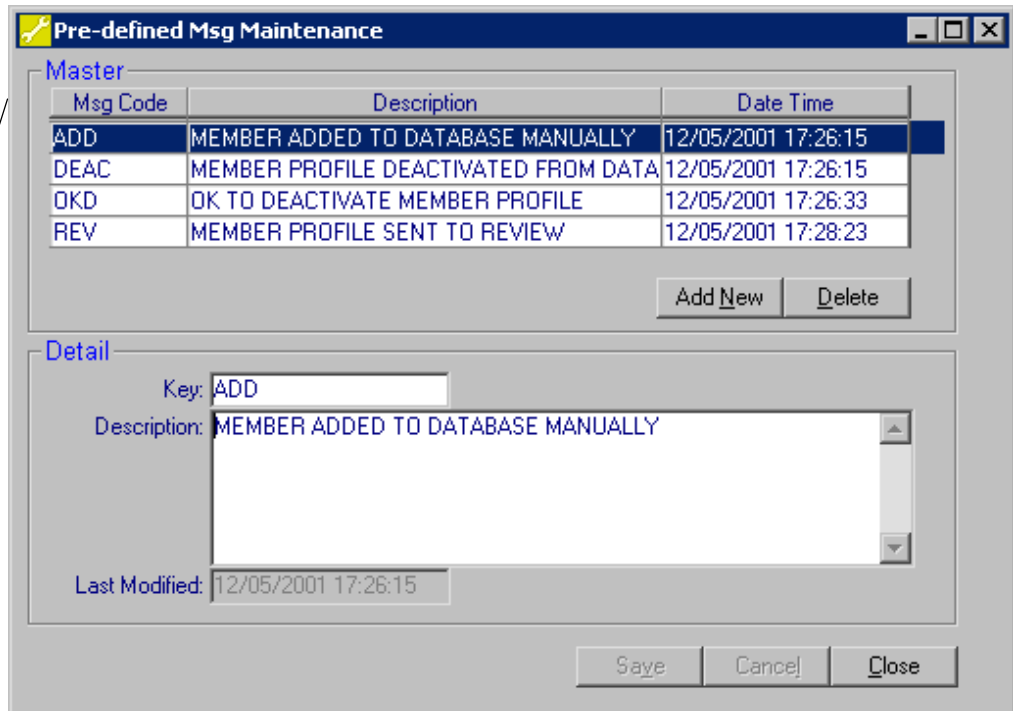 Pre-defined Msg Maintenance
Master
Msg Code Description Date Time
ADD MEMBER ADDED TO DATABASE MANUALLY 12/05/2001 17:26:15
DEAC MEMBER PROFILE DEACTIVATED FROM DATA 12/05/2001 17:26:15
OKD OK TO DEACTIVATE MEMBER PROFILE 12/05/2001 17:26:33
REV MEMBER PROFILE SENT TO REVIEW 12/05/2001 17:28:23
Add New Delete
Detail
Key: ADD
Description: MEMBER ADDED TO DATABASE MANUALLY
Last Modified: 12/05/2001 17:26:15
Save Cancel Close